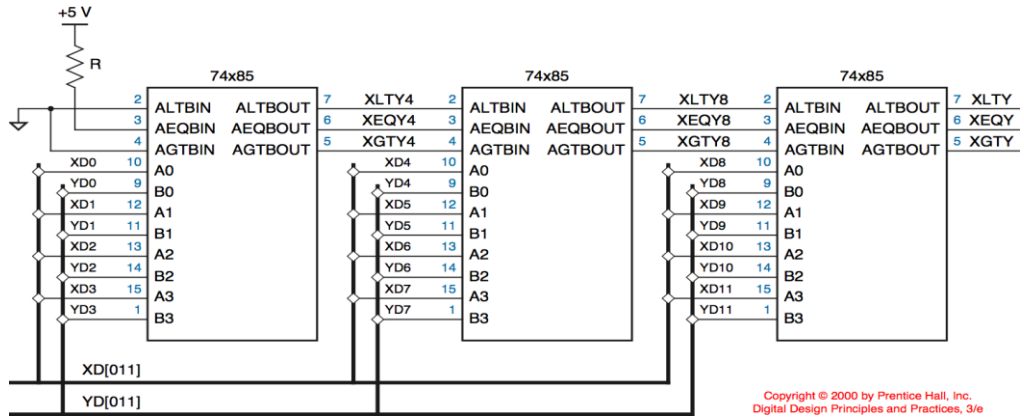 +5 V
R
74x85 74x85 74x85
2 ALTBIN ALTBOUT 7 XLTY4 2 ALTBIN ALTBOUT 7 XLTY8 2 ALTBIN ALTBOUT 7 XLTY
3 AEQBIN AEQBOUT 6 XEQY4 3 AEQBIN AEQBOUT 6 XEQY8 3 AEQBIN AEQBOUT 6 XEQY
4 AGTBIN AGTBOUT 5 XGTY4 4 AGTBIN AGTBOUT 5 XGTY8 4 AGTBIN AGTBOUT 5 XGTY
XD0 10 A0 XD4 10 A0 XD8 10 A0
YD0 9 B0 YD4 9 B0 YD8 9 B0
XD1 12 A1 XD5 12 A1 XD9 12 A1
YD1 11 B1 YD5 11 B1 YD9 11 B1
XD2 13 A2 XD6 13 A2 XD10 13 A2
YD2 14 B2 YD6 14 B2 YD10 14 B2
XD3 15 A3 XD7 15 A3 XD11 15 A3
YD3 1 B3 YD7 1 B3 YD11 1 B3
XD[011]
YD[011]
Copyright © 2000 by Prentice Hall, Inc.
Digital Design Principles and Practices, 3/e